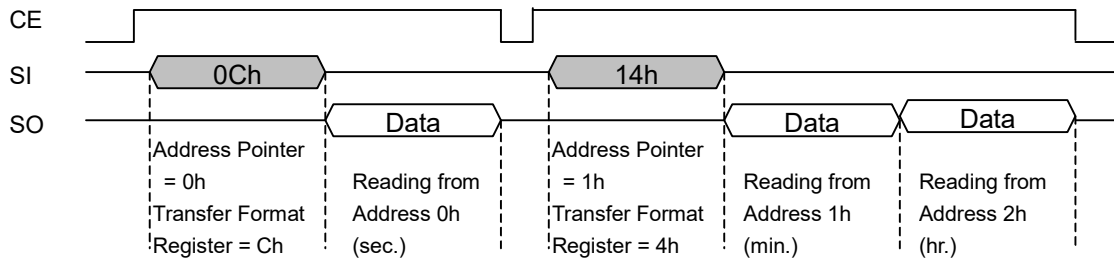 CE
SI
0Ch
14h
SO
Data
Data
Data
Address Pointer
= 0h
Transfer Format
Register = Ch
Reading from
Address 0h
(sec.)
Address Pointer
= 1h
Transfer Format
Register = 4h
Reading from
Address 1h
(min.)
Reading from
Address 2h
(hr.)